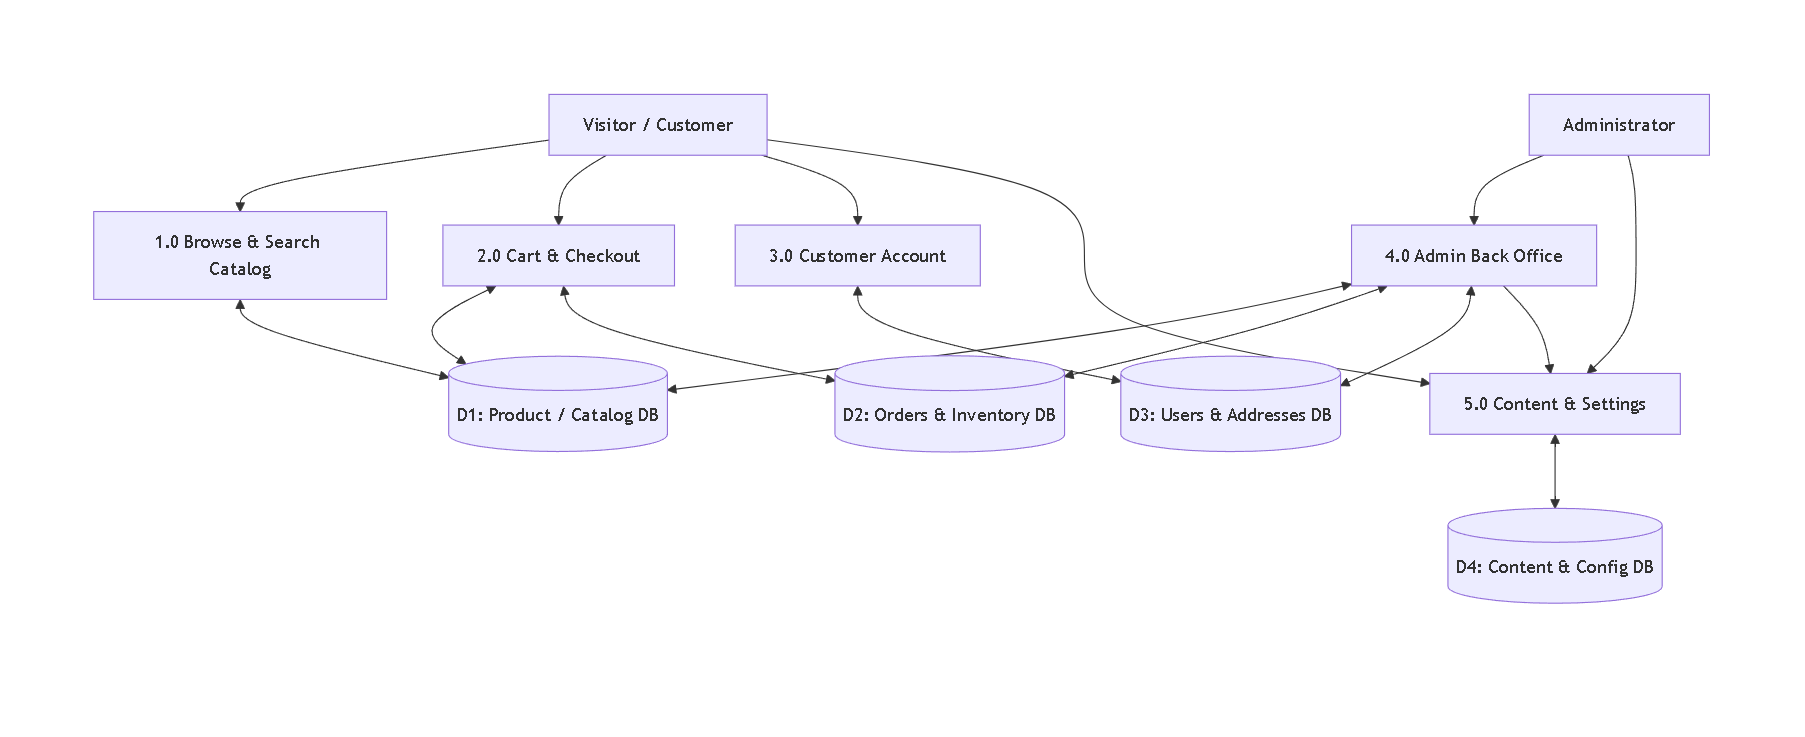 Visitor / Customer
Administrator
1.0 Browse & Search
Catalog
2.0 Cart & Checkout
3.0 Customer Account
4.0 Admin Back Office
D1: Product / Catalog DB
D2: Orders & Inventory DB
D3: Users & Addresses DB
5.0 Content & Settings
D4: Content & Config DB